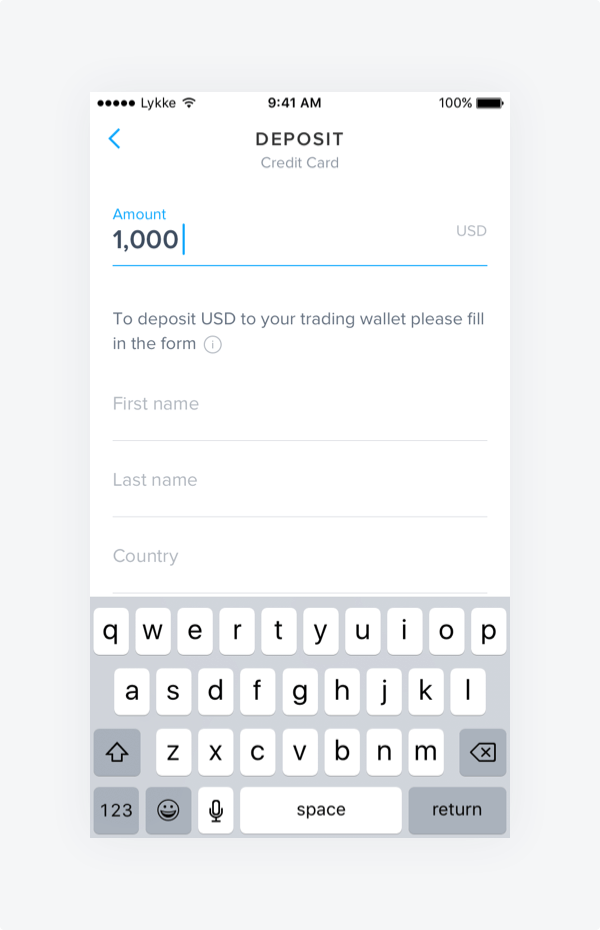 Lykke 9:41 AM 100%
DEPOSIT
Credit Card
Amount
1,000 USD
To deposit USD to your trading wallet please fill
in the form
First name
Last name
Country
q w e r t y u i o p
a s d f g h j k l
z x c v b n m
123 space return